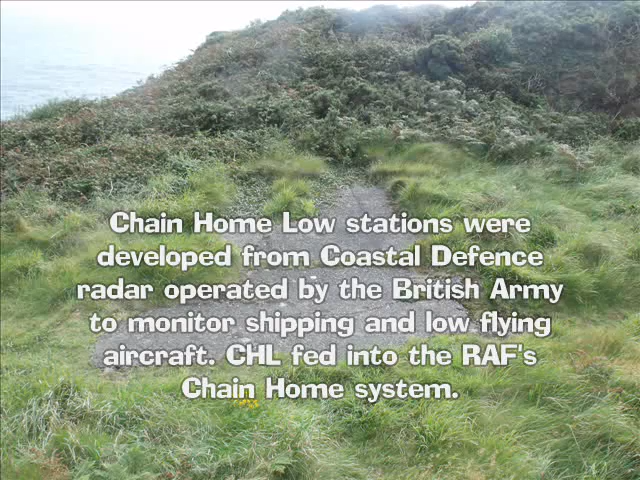 Chain Home Low stations were
developed from Coastal Defence
radar operated by the British Army
to monitor shipping and low flying
aircraft. CHL fed into the RAF's
Chain Home system.